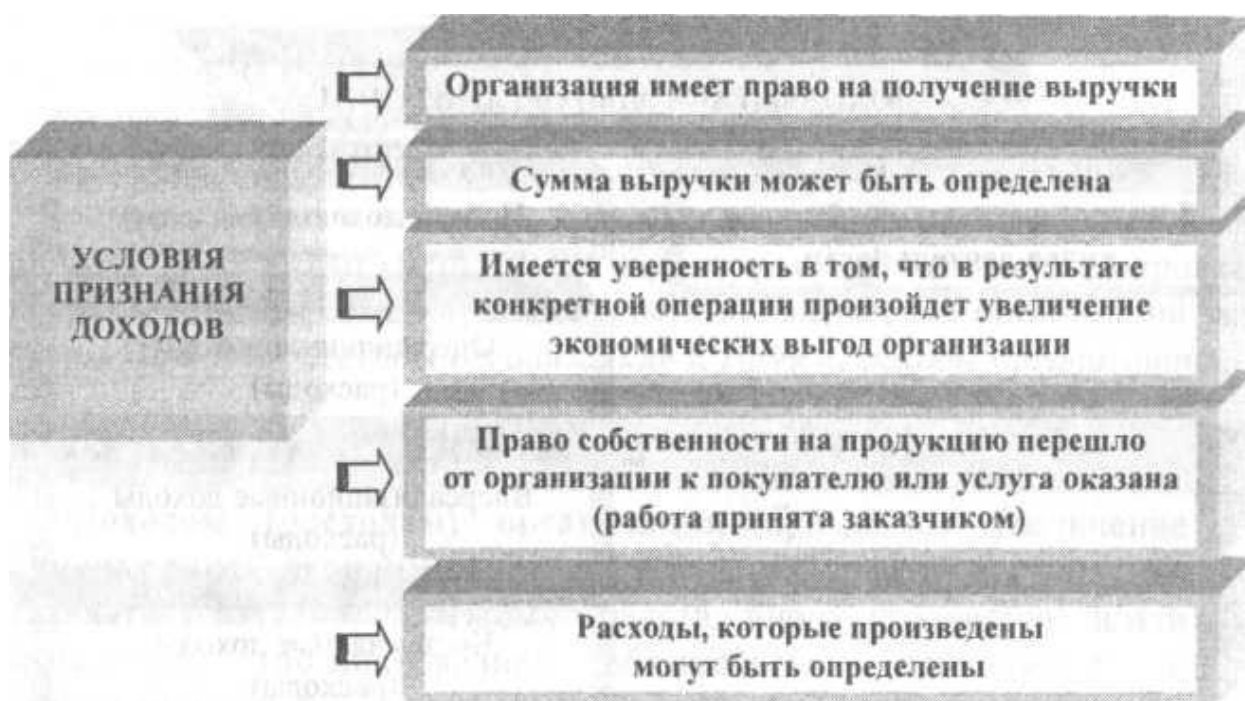 Организация имеет право на получение выручки
Сумма выручки может быть определена
УСЛОВИЯ
ПРИЗНАНИЯ
ДОХОДОВ
Имеется уверенность в том, что в результате
конкретной операции произойдет увеличение
экономических выгод организации
Право собственности на продукцию перешло
от организации к покупателю или услуга оказана
(работа принята заказчиком)
Расходы, которые произведены
могут быть определены